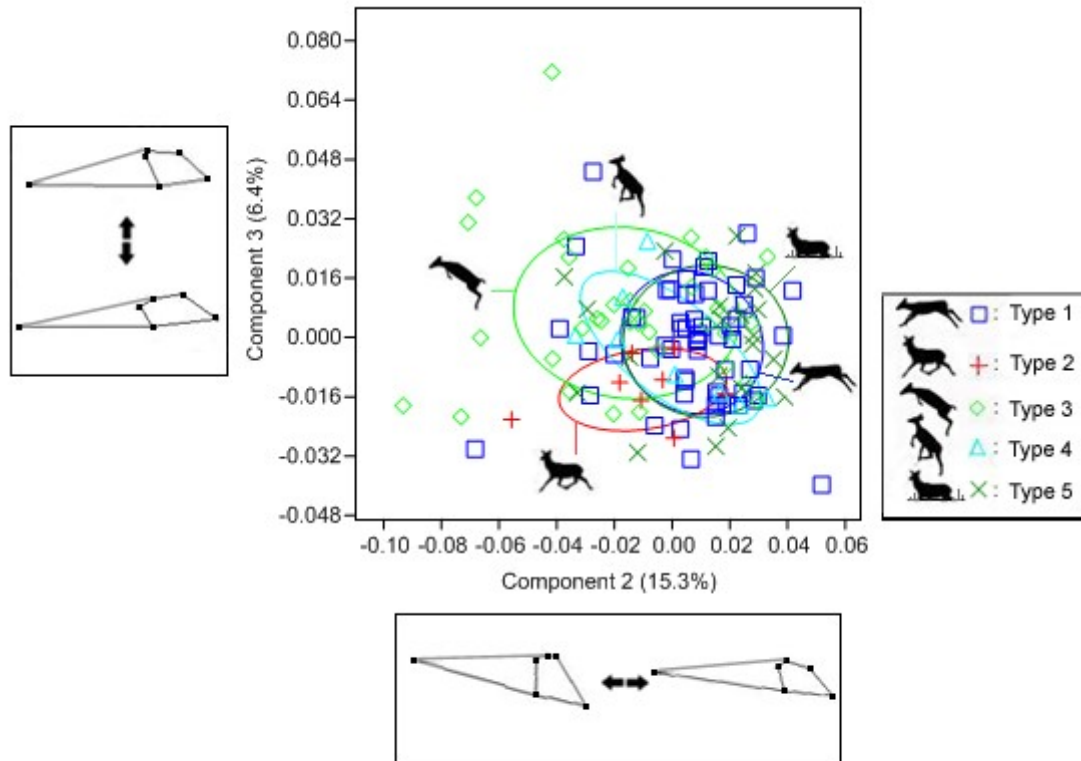 0.080
0.064
0.048
0.032
0.016
0.000
-0.016
-0.032
-0.048
Component 3 (6.4%)
-0.10 -0.08 -0.06 -0.04 -0.02 0.00 0.02 0.04 0.06
Component 2 (15.3%)
: Type 1
: Type 2
: Type 3
: Type 4
: Type 5